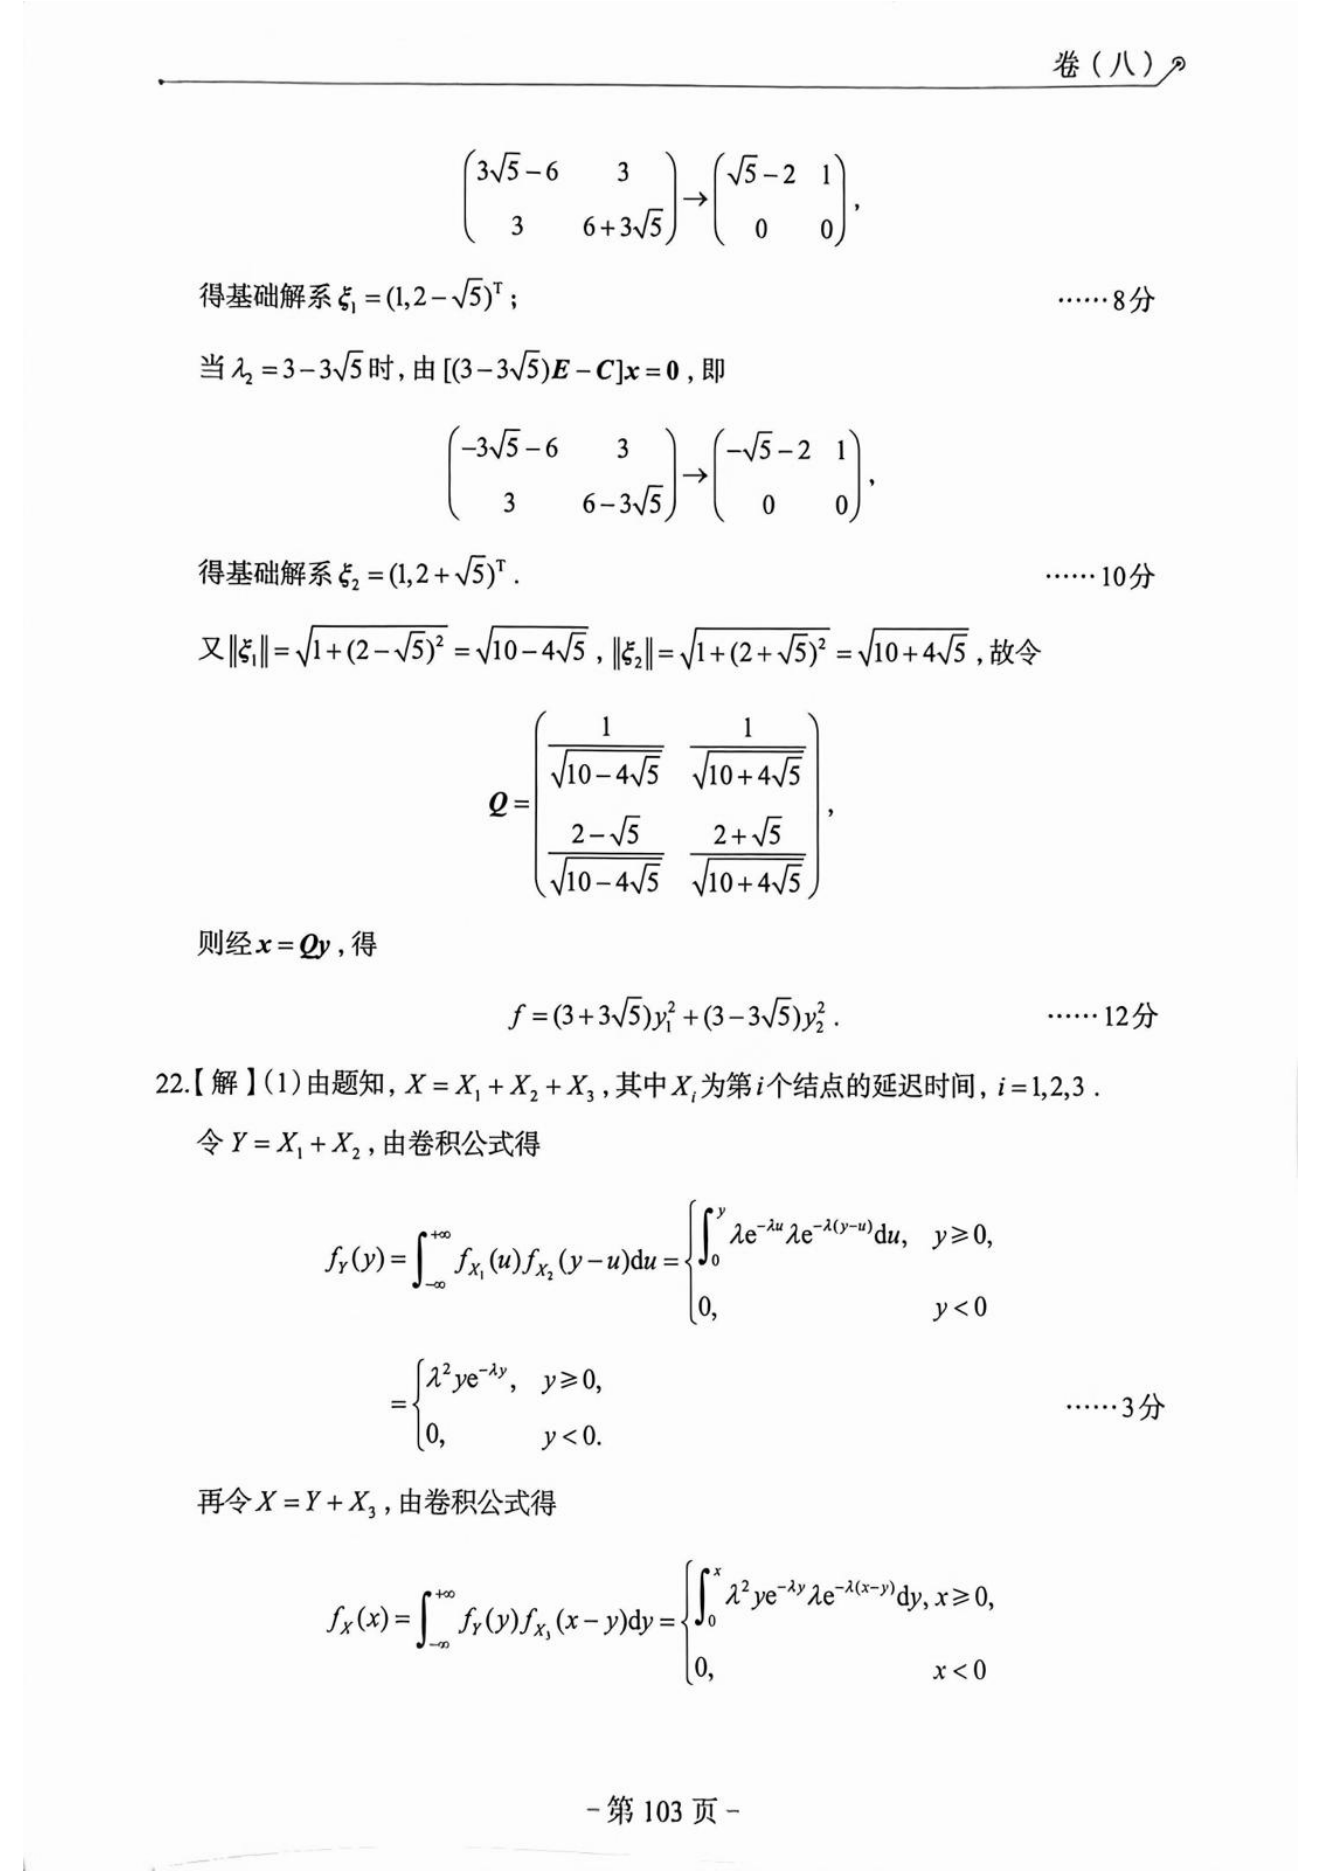 卷(八)
$$\begin{pmatrix} 3\sqrt{5}-6 & 3 \\ 3 & 6+3\sqrt{5} \end{pmatrix} \to \begin{pmatrix} \sqrt{5}-2 & 1 \\ 0 & 0 \end{pmatrix},$$
得基础解系 $\xi_1=(1,2-\sqrt{5})^{\mathrm{T}}$; ……8分
当 $\lambda_2=3-3\sqrt{5}$ 时,由 $[(3-3\sqrt{5})\boldsymbol{E}-\boldsymbol{C}]\boldsymbol{x}=\boldsymbol{0}$,即
$$\begin{pmatrix} -3\sqrt{5}-6 & 3 \\ 3 & 6-3\sqrt{5} \end{pmatrix} \to \begin{pmatrix} -\sqrt{5}-2 & 1 \\ 0 & 0 \end{pmatrix},$$
得基础解系 $\xi_2=(1,2+\sqrt{5})^{\mathrm{T}}$. ……10分
又 $\|\xi_1\|=\sqrt{1+(2-\sqrt{5})^2}=\sqrt{10-4\sqrt{5}}$, $\|\xi_2\|=\sqrt{1+(2+\sqrt{5})^2}=\sqrt{10+4\sqrt{5}}$,故令
$$\boldsymbol{Q}=\begin{pmatrix} \frac{1}{\sqrt{10-4\sqrt{5}}} & \frac{1}{\sqrt{10+4\sqrt{5}}} \\ \frac{2-\sqrt{5}}{\sqrt{10-4\sqrt{5}}} & \frac{2+\sqrt{5}}{\sqrt{10+4\sqrt{5}}} \end{pmatrix},$$
则经 $\boldsymbol{x}=\boldsymbol{Qy}$,得
$$f=(3+3\sqrt{5})y_1^2+(3-3\sqrt{5})y_2^2.$$ ……12分
22.【解】(1)由题知, $X=X_1+X_2+X_3$,其中 $X_i$ 为第 $i$ 个结点的延迟时间, $i=1,2,3$.
令 $Y=X_1+X_2$,由卷积公式得
$$f_Y(y)=\int_{-\infty}^{+\infty} f_{X_1}(u)f_{X_2}(y-u)\mathrm{d}u=\begin{cases} \int_0^y \lambda \mathrm{e}^{-\lambda u}\lambda \mathrm{e}^{-\lambda(y-u)}\mathrm{d}u, & y\geqslant 0, \\ 0, & y<0 \end{cases}$$
$$=\begin{cases} \lambda^2 y\mathrm{e}^{-\lambda y}, & y\geqslant 0, \\ 0, & y<0. \end{cases}$$ ……3分
再令 $X=Y+X_3$,由卷积公式得
$$f_X(x)=\int_{-\infty}^{+\infty} f_Y(y)f_{X_3}(x-y)\mathrm{d}y=\begin{cases} \int_0^x \lambda^2 y\mathrm{e}^{-\lambda y}\lambda \mathrm{e}^{-\lambda(x-y)}\mathrm{d}y, & x\geqslant 0, \\ 0, & x<0 \end{cases}$$
- 第 103 页 -